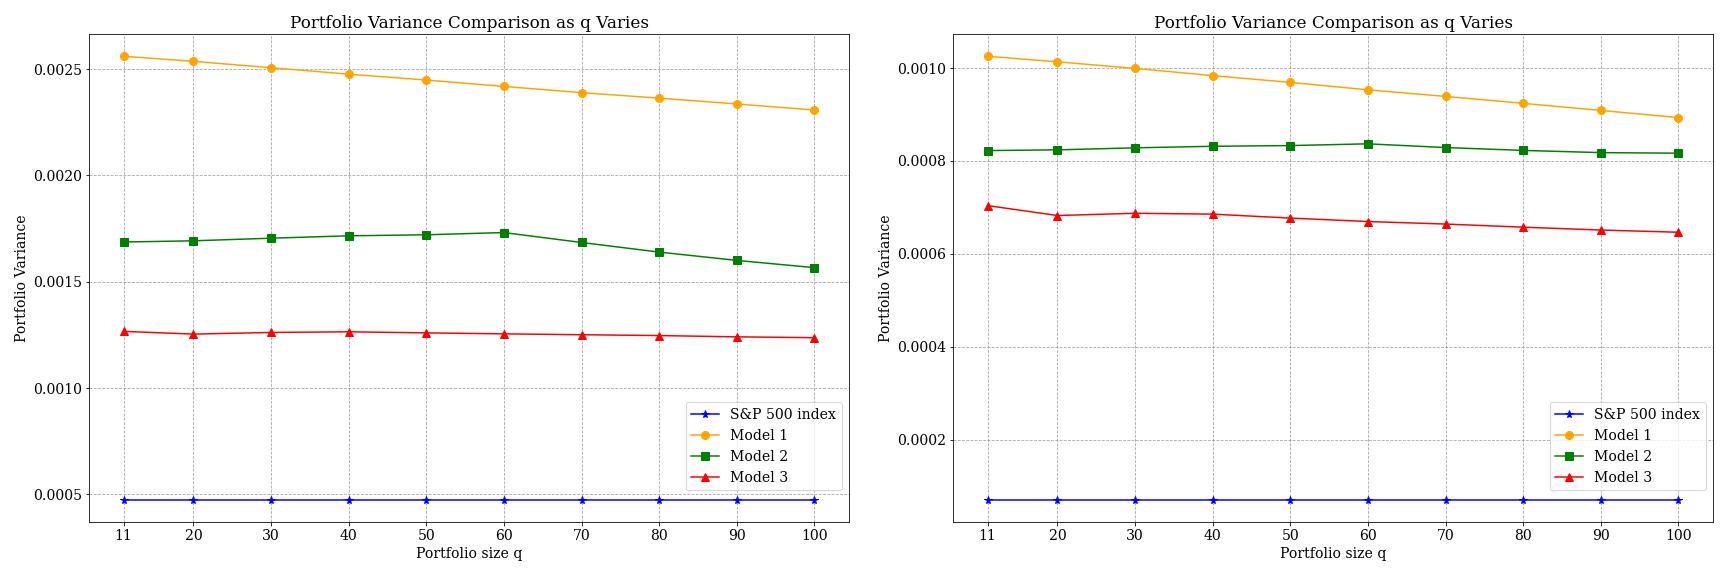 Portfolio Variance Comparison as q Varies
Portfolio Variance
0.0025
0.0020
0.0015
0.0010
0.0005
S&P 500 index
Model 1
Model 2
Model 3
11 20 30 40 50 60 70 80 90 100
Portfolio size q
Portfolio Variance Comparison as q Varies
Portfolio Variance
0.0010
0.0008
0.0006
0.0004
0.0002
S&P 500 index
Model 1
Model 2
Model 3
11 20 30 40 50 60 70 80 90 100
Portfolio size q